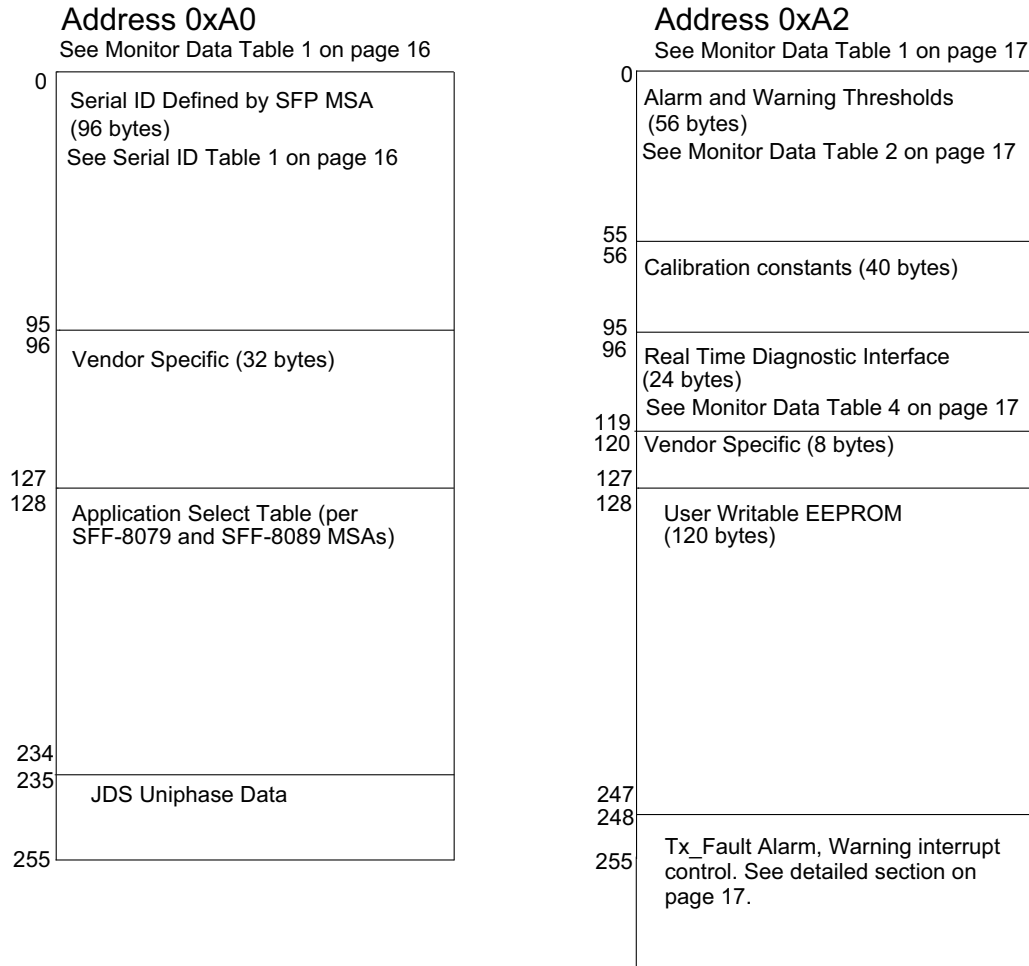 Address 0xA0
See Monitor Data Table 1 on page 16
0
Serial ID Defined by SFP MSA
(96 bytes)
See Serial ID Table 1 on page 16
95
96
Vendor Specific (32 bytes)
127
128
Application Select Table (per
SFF-8079 and SFF-8089 MSAs)
234
235
JDS Uniphase Data
255
Address 0xA2
See Monitor Data Table 1 on page 17
0
Alarm and Warning Thresholds
(56 bytes)
See Monitor Data Table 2 on page 17
55
56
Calibration constants (40 bytes)
95
96
Real Time Diagnostic Interface
(24 bytes)
See Monitor Data Table 4 on page 17
119
120
Vendor Specific (8 bytes)
127
128
User Writable EEPROM
(120 bytes)
247
248
Tx_Fault Alarm, Warning interrupt
control. See detailed section on
page 17.
255